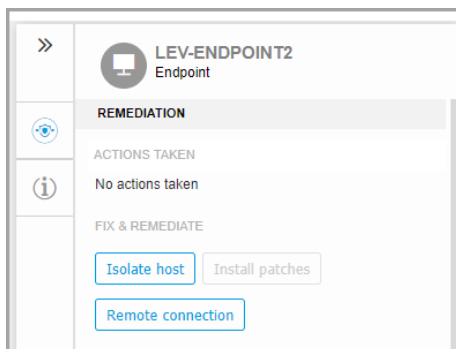 LEV-ENDPOINT2
Endpoint
REMEDIATION
ACTIONS TAKEN
No actions taken
FIX & REMEDIATE
Isolate host Install patches
Remote connection